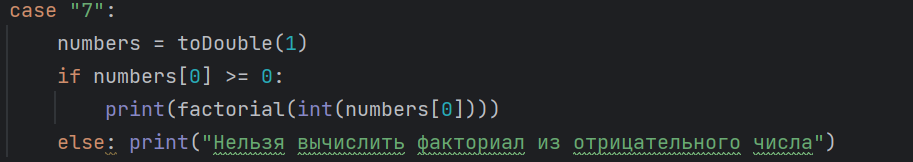 case "7":
numbers = toDouble(1)
if numbers[0] >= 0:
print(factorial(int(numbers[0])))
else: print("Нельзя вычислить факториал из отрицательного числа")